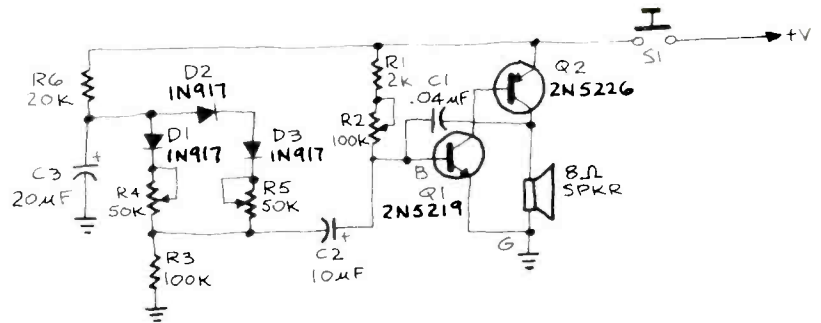 R6
20K
C3
+
20µF
D2
1N917
D1
1N917
R4
50K
D3
1N917
R5
50K
R3
100K
C2
+
10µF
R1
2K
R2
100K
C1
.04µF
B
Q1
2N5219
Q2
2N5226
8Ω
SPKR
G
S1
+V